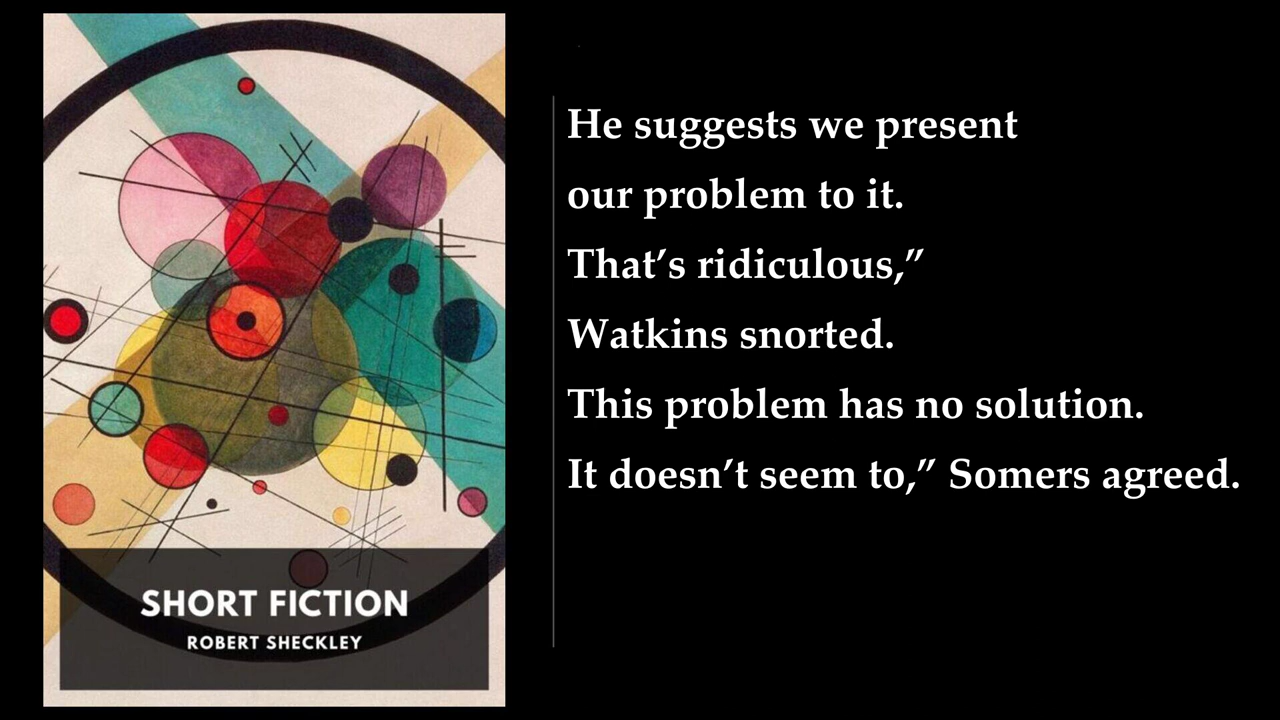 He suggests we present
our problem to it.
That’s ridiculous,”
Watkins snorted.
This problem has no solution.
It doesn’t seem to,” Somers agreed.
SHORT FICTION
ROBERT SHECKLEY